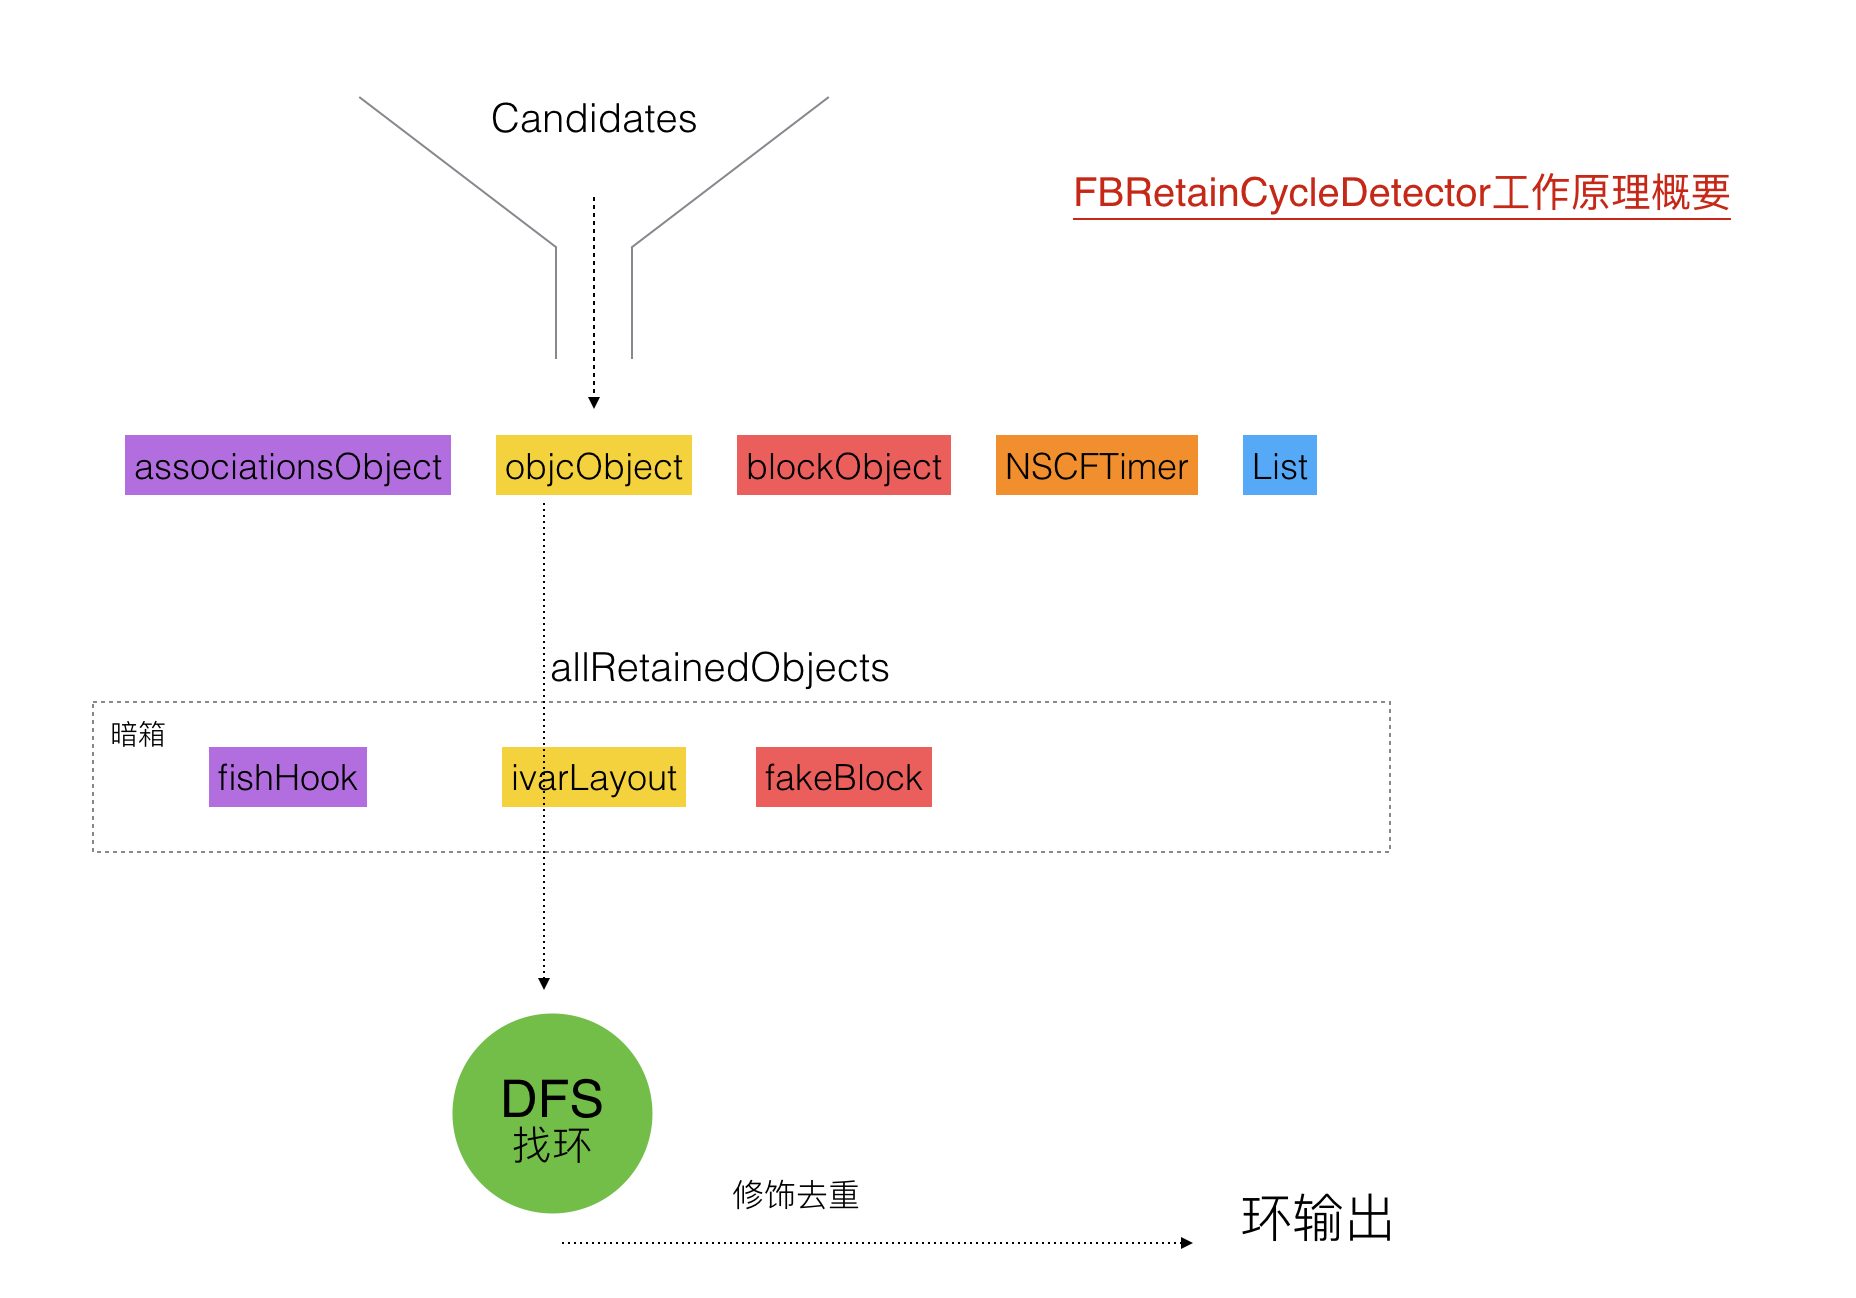 Candidates
FBRetainCycleDetector工作原理概要
associationsObject
objcObject
blockObject
NSCFTimer
List
allRetainedObjects
暗箱
fishHook
ivarLayout
fakeBlock
DFS
找环
修饰去重
环输出